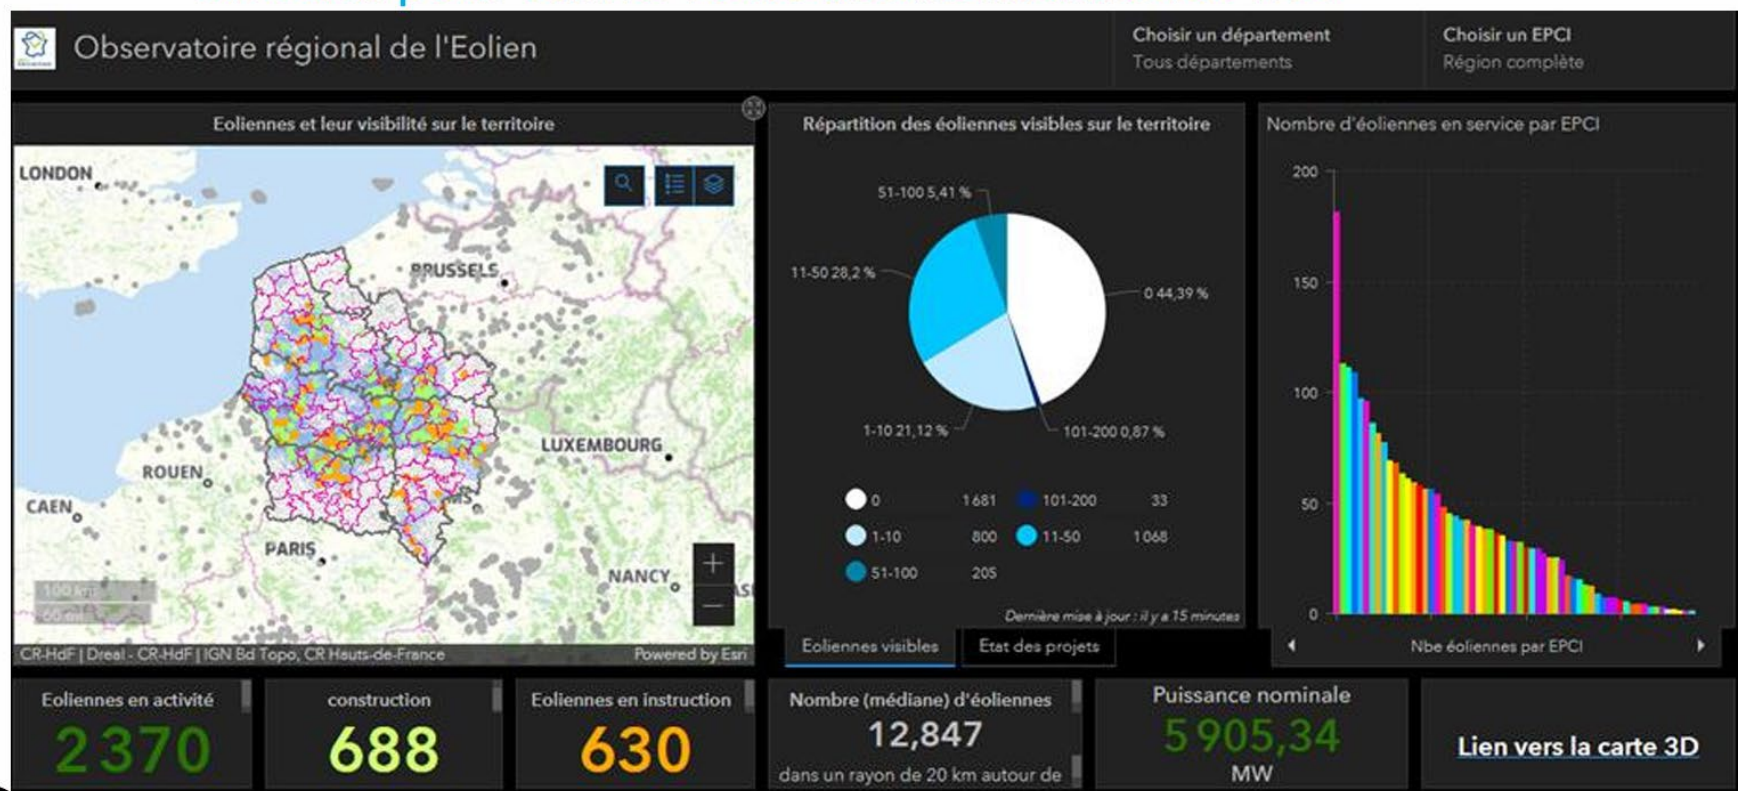 Observatoire régional de l'Eolien
Choisir un département
Tous départements
Choisir un EPCI
Région complète
Eoliennes et leur visibilité sur le territoire
LONDON
BRUSSELS
LUXEMBOURG
ROUEN
CAEN
PARIS
NANCY
100 km
60 mi
+
−
CR-HdF | Dreal - CR-HdF | IGN Bd Topo, CR Hauts-de-France
Powered by Esri
Répartition des éoliennes visibles sur le territoire
51-100 5,41 %
11-50 28,2 %
0 44,39 %
1-10 21,12 %
101-200 0,87 %
0 1 681 101-200 33
1-10 800 11-50 1 068
51-100 205
Dernière mise à jour : il y a 15 minutes
Eoliennes visibles
Etat des projets
Nombre d'éoliennes en service par EPCI
200
150
100
50
0
Nbe éoliennes par EPCI
Eoliennes en activité
2 370
construction
688
Eoliennes en instruction
630
Nombre (médiane) d'éoliennes
12,847
dans un rayon de 20 km autour de
Puissance nominale
5 905,34
MW
Lien vers la carte 3D